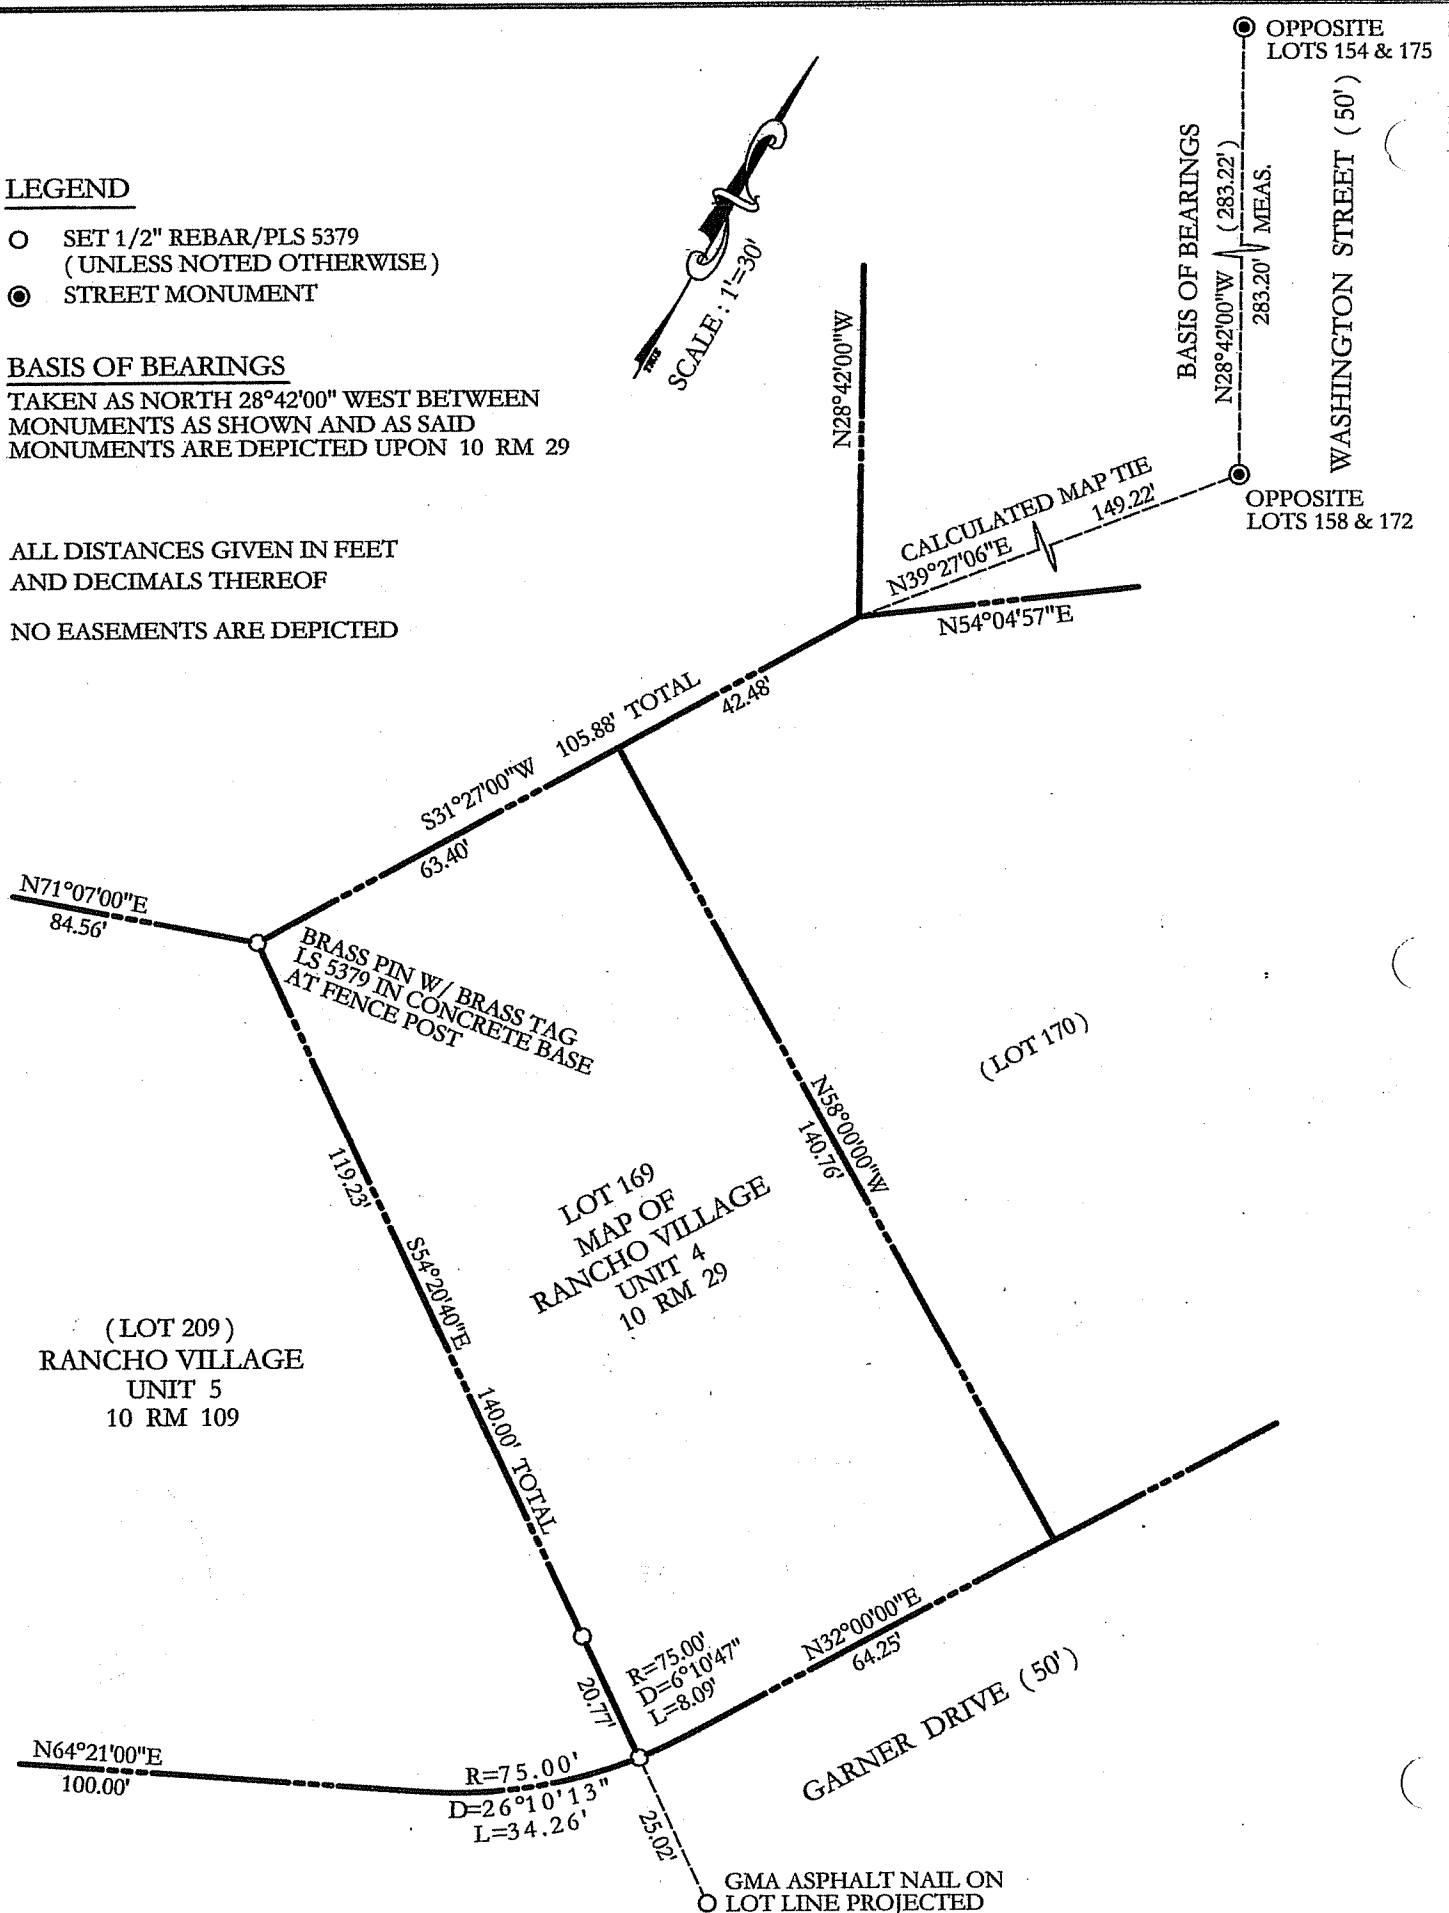 OPPOSITE
LOTS 154 & 175
WASHINGTON STREET ( 50' )
BASIS OF BEARINGS
N28°42'00"W ( 283.22' )
283.20' MEAS.
OPPOSITE
LOTS 158 & 172
LEGEND
SET 1/2" REBAR/PLS 5379
( UNLESS NOTED OTHERWISE )
STREET MONUMENT
BASIS OF BEARINGS
TAKEN AS NORTH 28°42'00" WEST BETWEEN
MONUMENTS AS SHOWN AND AS SAID
MONUMENTS ARE DEPICTED UPON 10 RM 29
ALL DISTANCES GIVEN IN FEET
AND DECIMALS THEREOF
NO EASEMENTS ARE DEPICTED
SCALE : 1'=30'
N28°42'00"W
CALCULATED MAP TIE
N39°27'06"E 149.22'
N54°04'57"E
S31°27'00"W 105.88' TOTAL
42.48'
63.40'
N71°07'00"E
84.56'
BRASS PIN W/ BRASS TAG
LS 5379 IN CONCRETE BASE
AT FENCE POST
( LOT 170 )
N58°00'00"W
140.76'
119.23'
S54°20'40"E
140.00' TOTAL
LOT 169
MAP OF
RANCHO VILLAGE
UNIT 4
10 RM 29
( LOT 209 )
RANCHO VILLAGE
UNIT 5
10 RM 109
20.77'
R=75.00'
D=6°10'47"
L=8.09'
N32°00'00"E
64.25'
GARNER DRIVE ( 50' )
N64°21'00"E
100.00'
R=75.00'
D=26°10'13"
L=34.26'
25.02'
GMA ASPHALT NAIL ON
LOT LINE PROJECTED